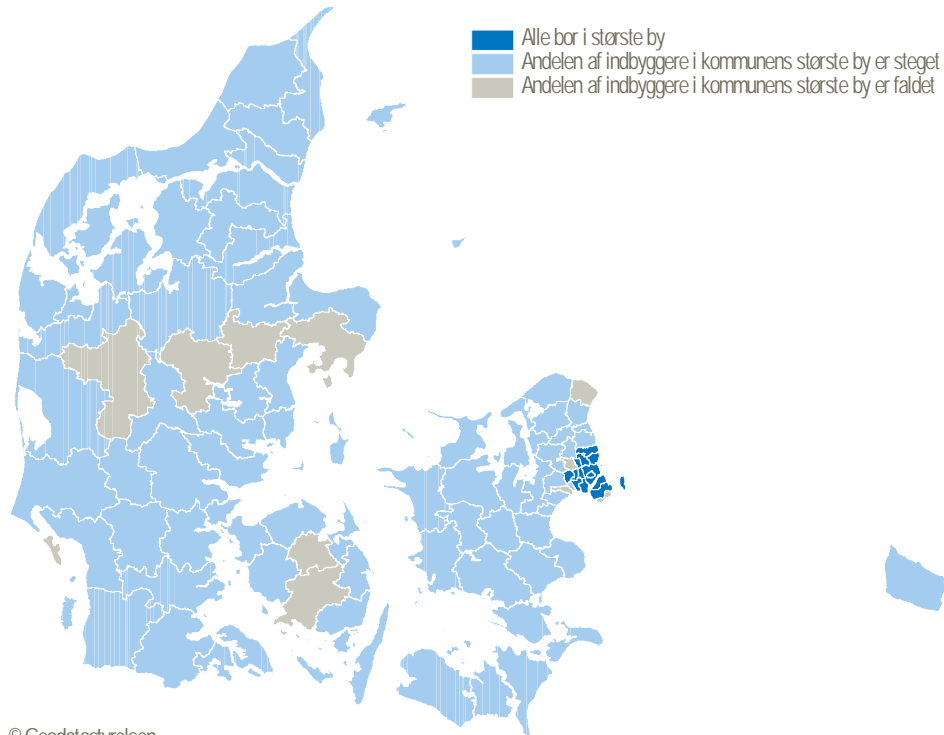 Alle bor i største by
Andelen af indbyggere i kommunens største by er steget
Andelen af indbyggere i kommunens største by er faldet
© Geodatastyrelsen